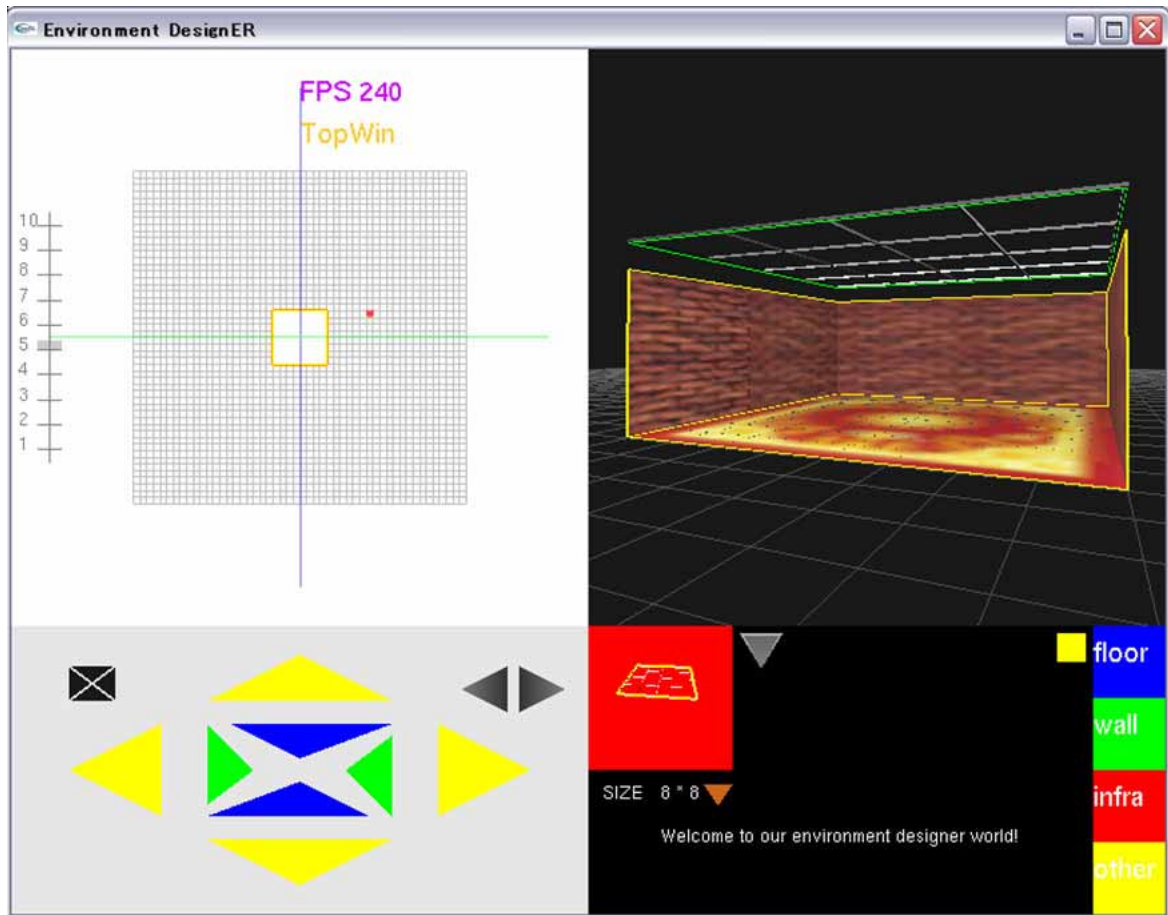 Environment DesignER
FPS 240
TopWin
10
9
8
7
6
5
4
3
2
1
floor
wall
infra
other
SIZE 8 * 8
Welcome to our environment designer world!